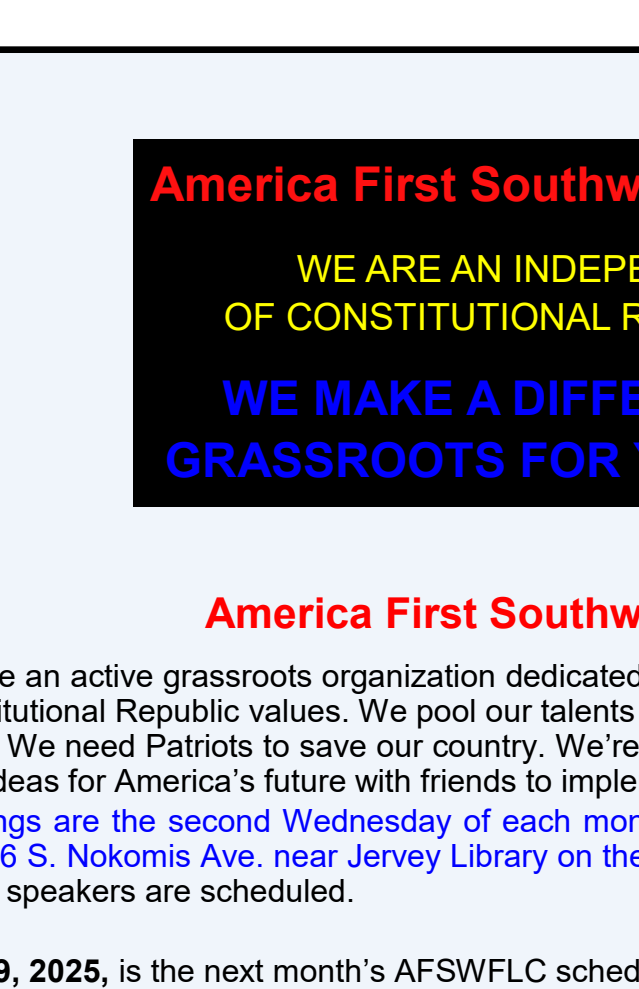 America First Southw
WE ARE AN INDEPE
OF CONSTITUTIONAL R
WE MAKE A DIFFE
GRASSROOTS FOR
America First Southw
e an active grassroots organization dedicated
itutional Republic values. We pool our talents
We need Patriots to save our country. We’re
deas for America’s future with friends to imple
ngs are the second Wednesday of each mon
6 S. Nokomis Ave. near Jervey Library on the
speakers are scheduled.
9, 2025, is the next month’s AFSWFLC sched